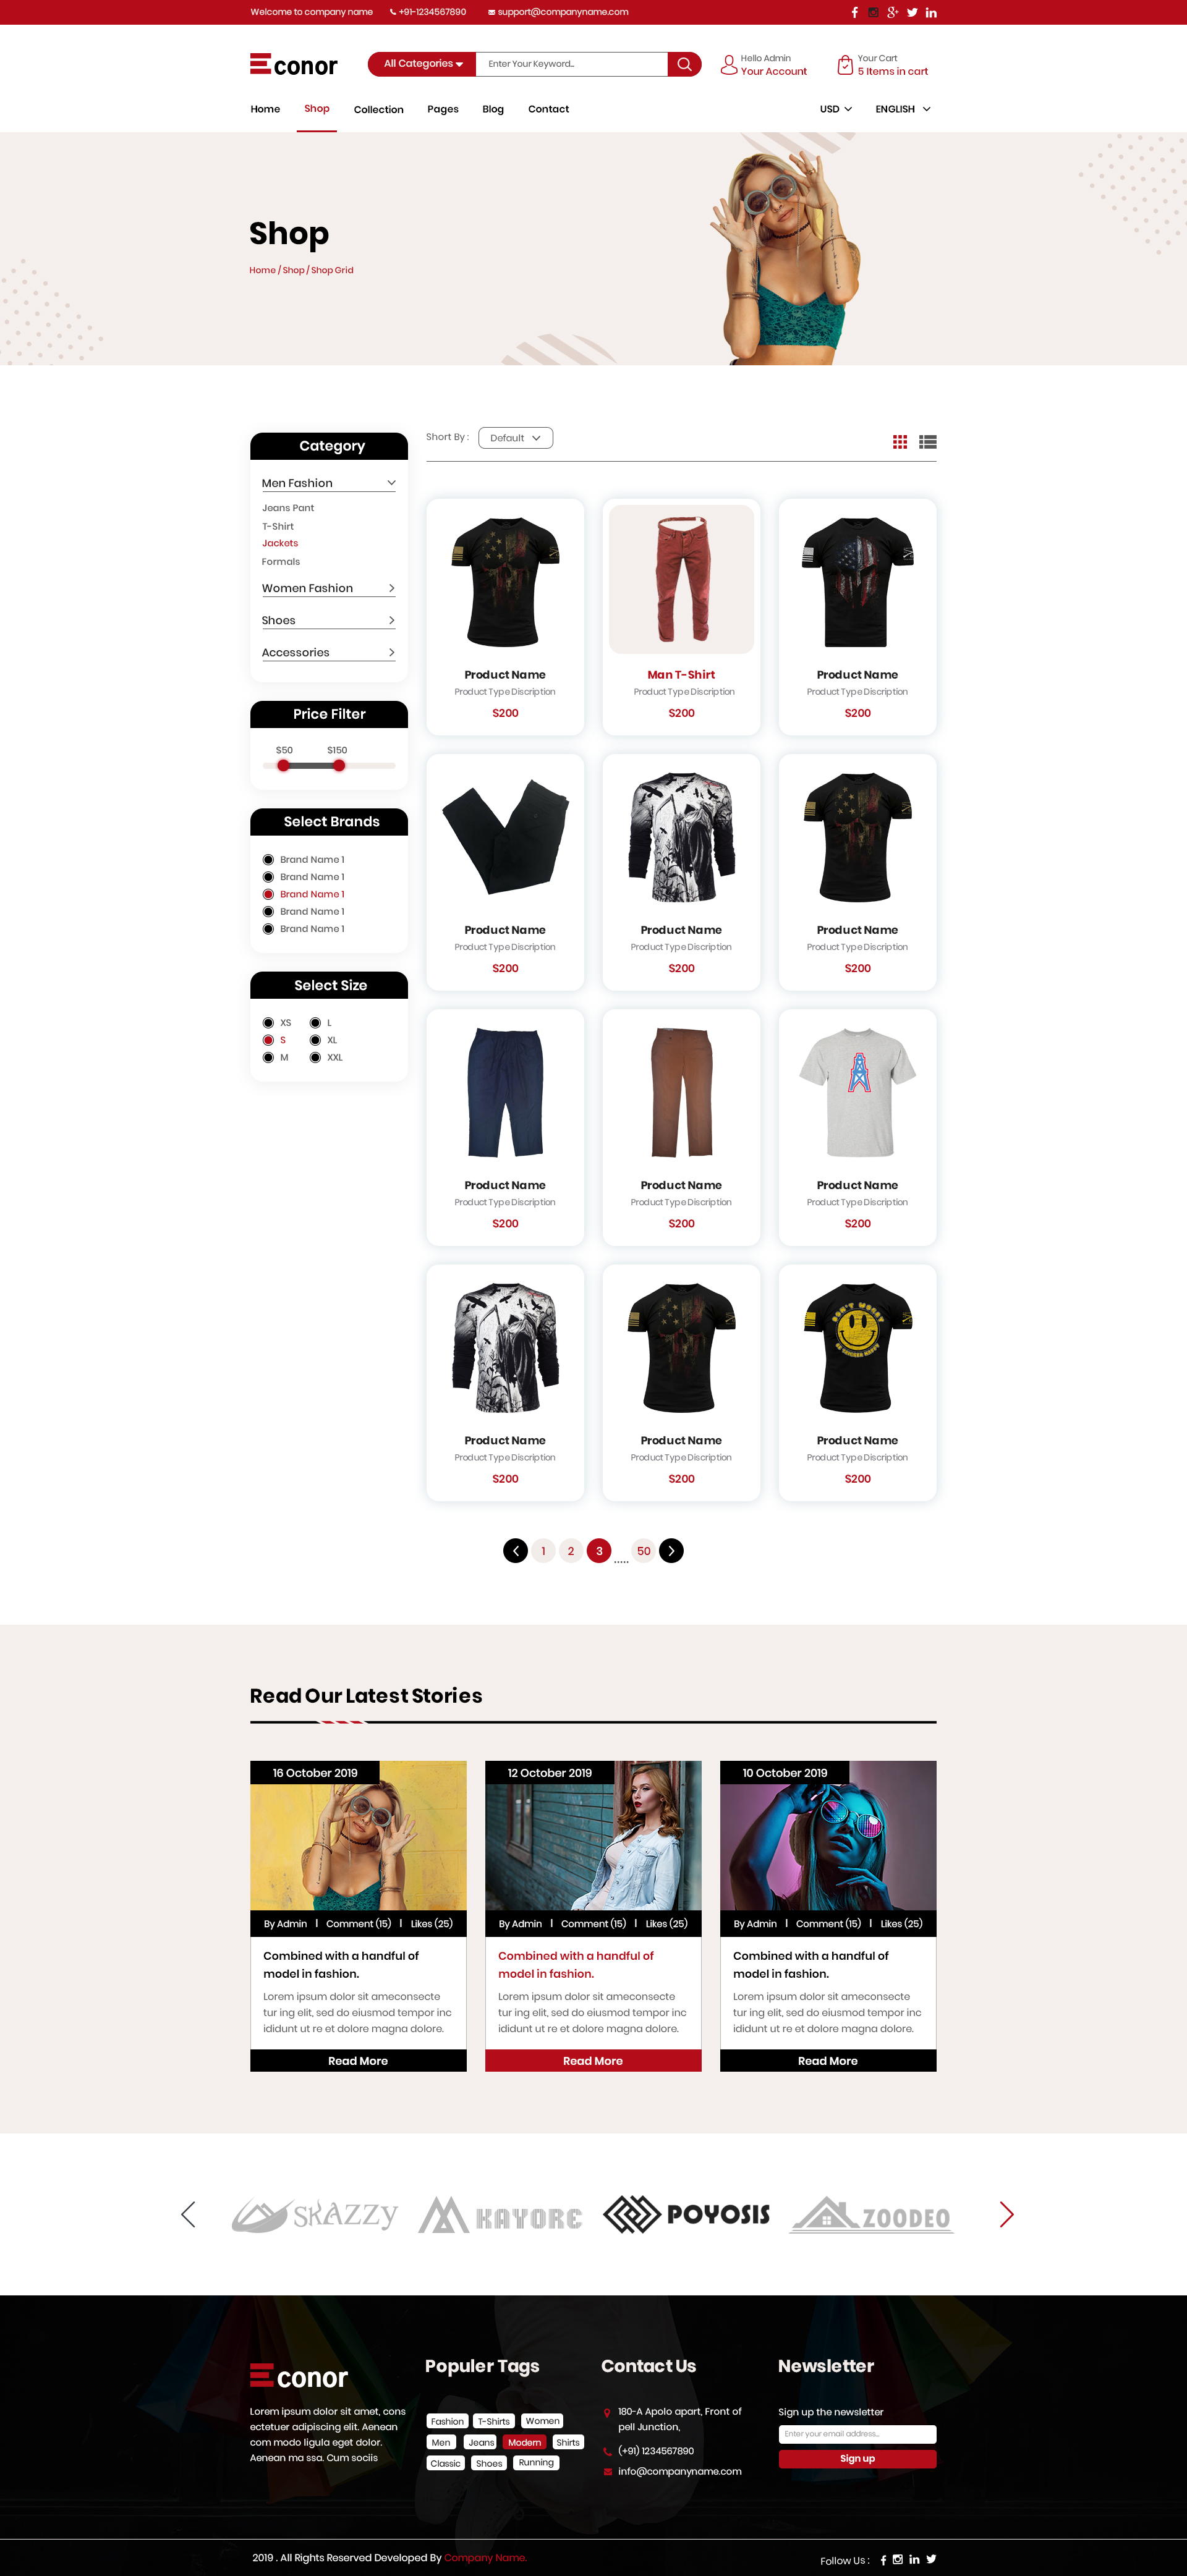 Welcome to company name +91-1234567890 support@companyname.com
Econor
All Categories
Enter Your Keyword...
Hello Admin
Your Account
Your Cart
5 Items in cart
Home Shop Collection Pages Blog Contact
USD ENGLISH
Shop
Home / Shop / Shop Grid
Category
Men Fashion
Jeans Pant
T-Shirt
Jackets
Formals
Women Fashion
Shoes
Accessories
Price Filter
$50 $150
Select Brands
Brand Name 1
Brand Name 1
Brand Name 1
Brand Name 1
Brand Name 1
Select Size
XS L
S XL
M XXL
Short By : Default
Product Name
Product Type Discription
$200
Man T-Shirt
Product Type Discription
$200
Product Name
Product Type Discription
$200
Product Name
Product Type Discription
$200
Product Name
Product Type Discription
$200
Product Name
Product Type Discription
$200
Product Name
Product Type Discription
$200
Product Name
Product Type Discription
$200
Product Name
Product Type Discription
$200
Product Name
Product Type Discription
$200
Product Name
Product Type Discription
$200
DON'T WORRY
Product Name
Product Type Discription
$200
1 2 3 ..... 50
Read Our Latest Stories
16 October 2019
By Admin | Comment (15) | Likes (25)
Combined with a handful of
model in fashion.
Lorem ipsum dolor sit ameconsecte
tur ing elit, sed do eiusmod tempor inc
ididunt ut re et dolore magna dolore.
Read More
12 October 2019
By Admin | Comment (15) | Likes (25)
Combined with a handful of
model in fashion.
Lorem ipsum dolor sit ameconsecte
tur ing elit, sed do eiusmod tempor inc
ididunt ut re et dolore magna dolore.
Read More
10 October 2019
By Admin | Comment (15) | Likes (25)
Combined with a handful of
model in fashion.
Lorem ipsum dolor sit ameconsecte
tur ing elit, sed do eiusmod tempor inc
ididunt ut re et dolore magna dolore.
Read More
SKAZZY
KAYORE
POYOSIS
ZOODEO
Econor
Lorem ipsum dolor sit amet, cons
ectetuer adipiscing elit. Aenean
com modo ligula eget dolor.
Aenean ma ssa. Cum sociis
Populer Tags
Fashion T-Shirts Women
Men Jeans Modern Shirts
Classic Shoes Running
Contact Us
180-A Apolo apart, Front of
pell Junction,
(+91) 1234567890
info@companyname.com
Newsletter
Sign up the newsletter
Enter your email address...
Sign up
2019 . All Rights Reserved Developed By Company Name.
Follow Us :